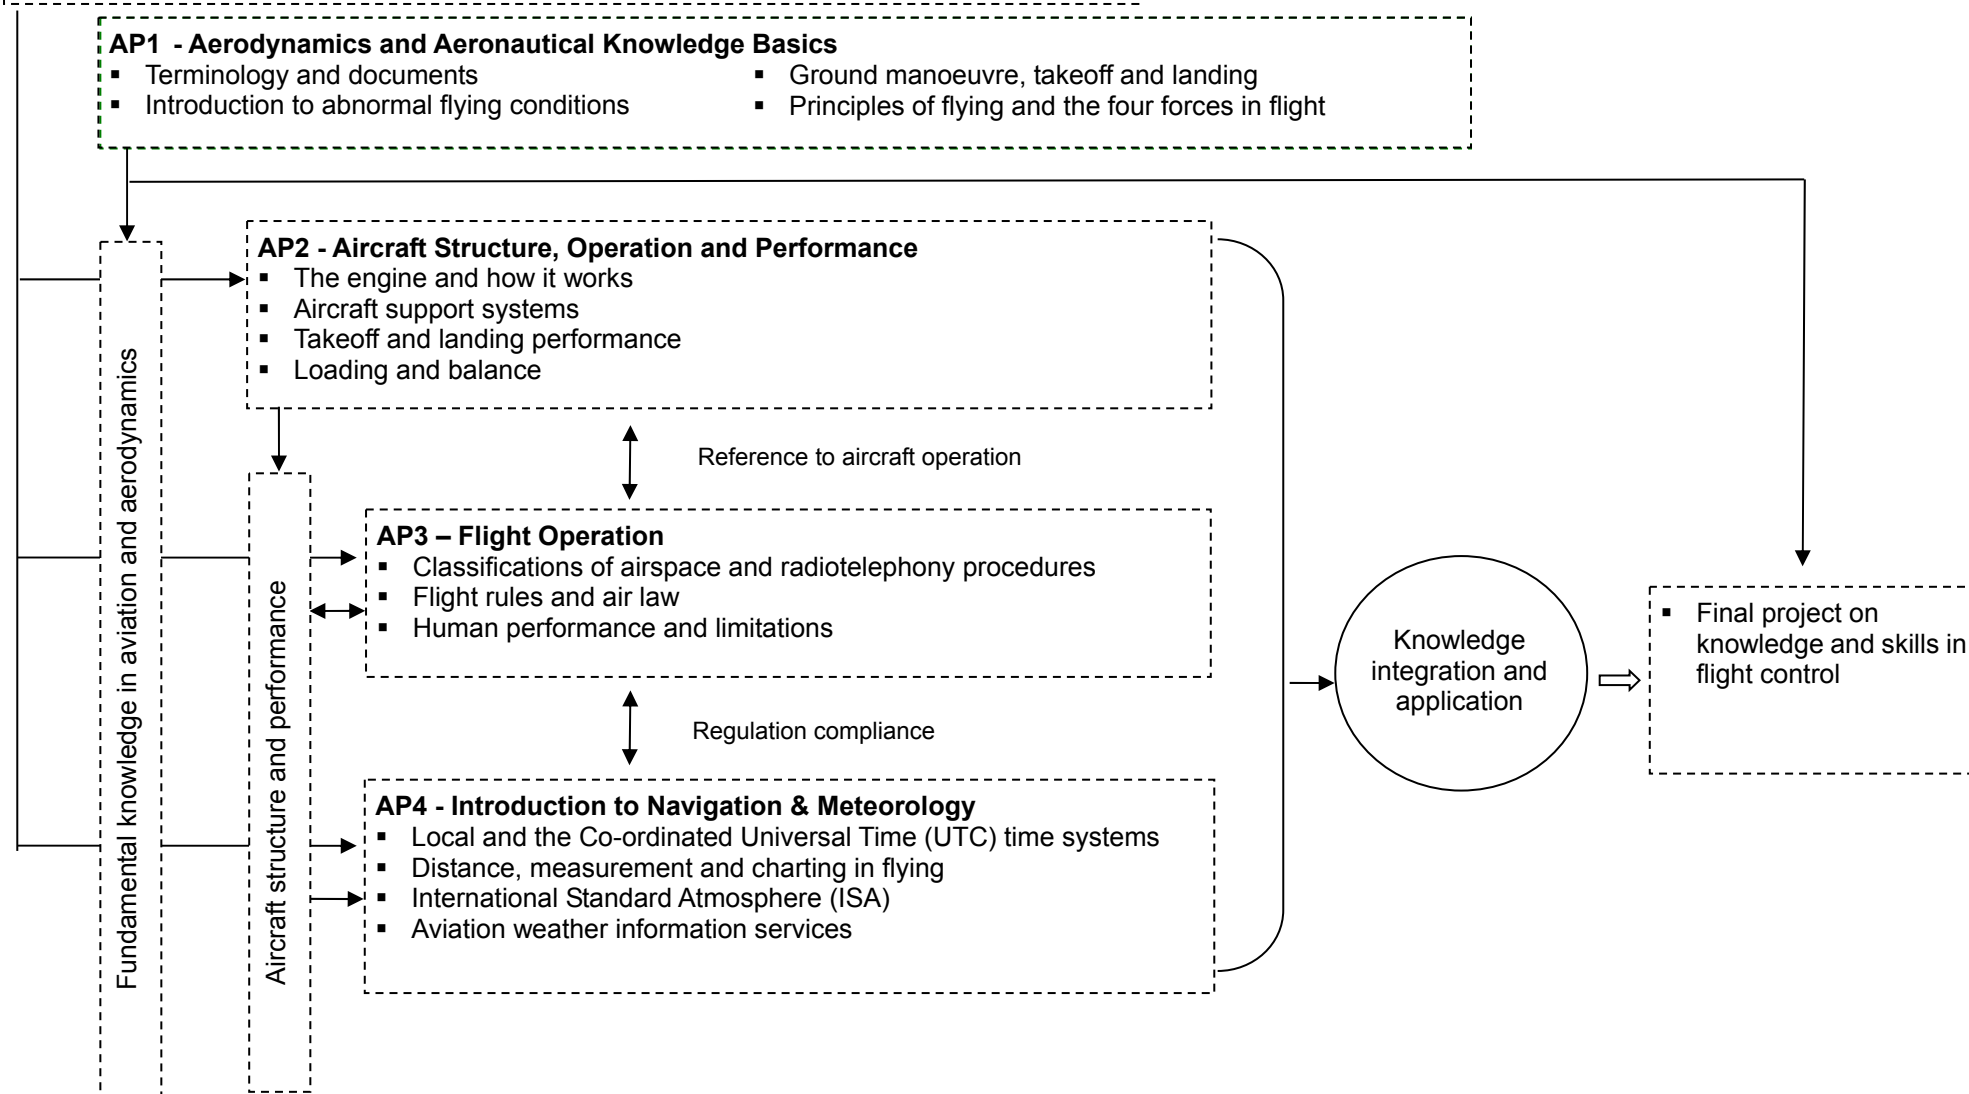 AP1 - Aerodynamics and Aeronautical Knowledge Basics
▪ Terminology and documents
▪ Introduction to abnormal flying conditions
▪ Ground manoeuvre, takeoff and landing
▪ Principles of flying and the four forces in flight
Fundamental knowledge in aviation and aerodynamics
AP2 - Aircraft Structure, Operation and Performance
▪ The engine and how it works
▪ Aircraft support systems
▪ Takeoff and landing performance
▪ Loading and balance
Aircraft structure and performance
Reference to aircraft operation
AP3 – Flight Operation
▪ Classifications of airspace and radiotelephony procedures
▪ Flight rules and air law
▪ Human performance and limitations
Regulation compliance
AP4 - Introduction to Navigation & Meteorology
▪ Local and the Co-ordinated Universal Time (UTC) time systems
▪ Distance, measurement and charting in flying
▪ International Standard Atmosphere (ISA)
▪ Aviation weather information services
Knowledge
integration and
application
▪ Final project on
knowledge and skills in
flight control